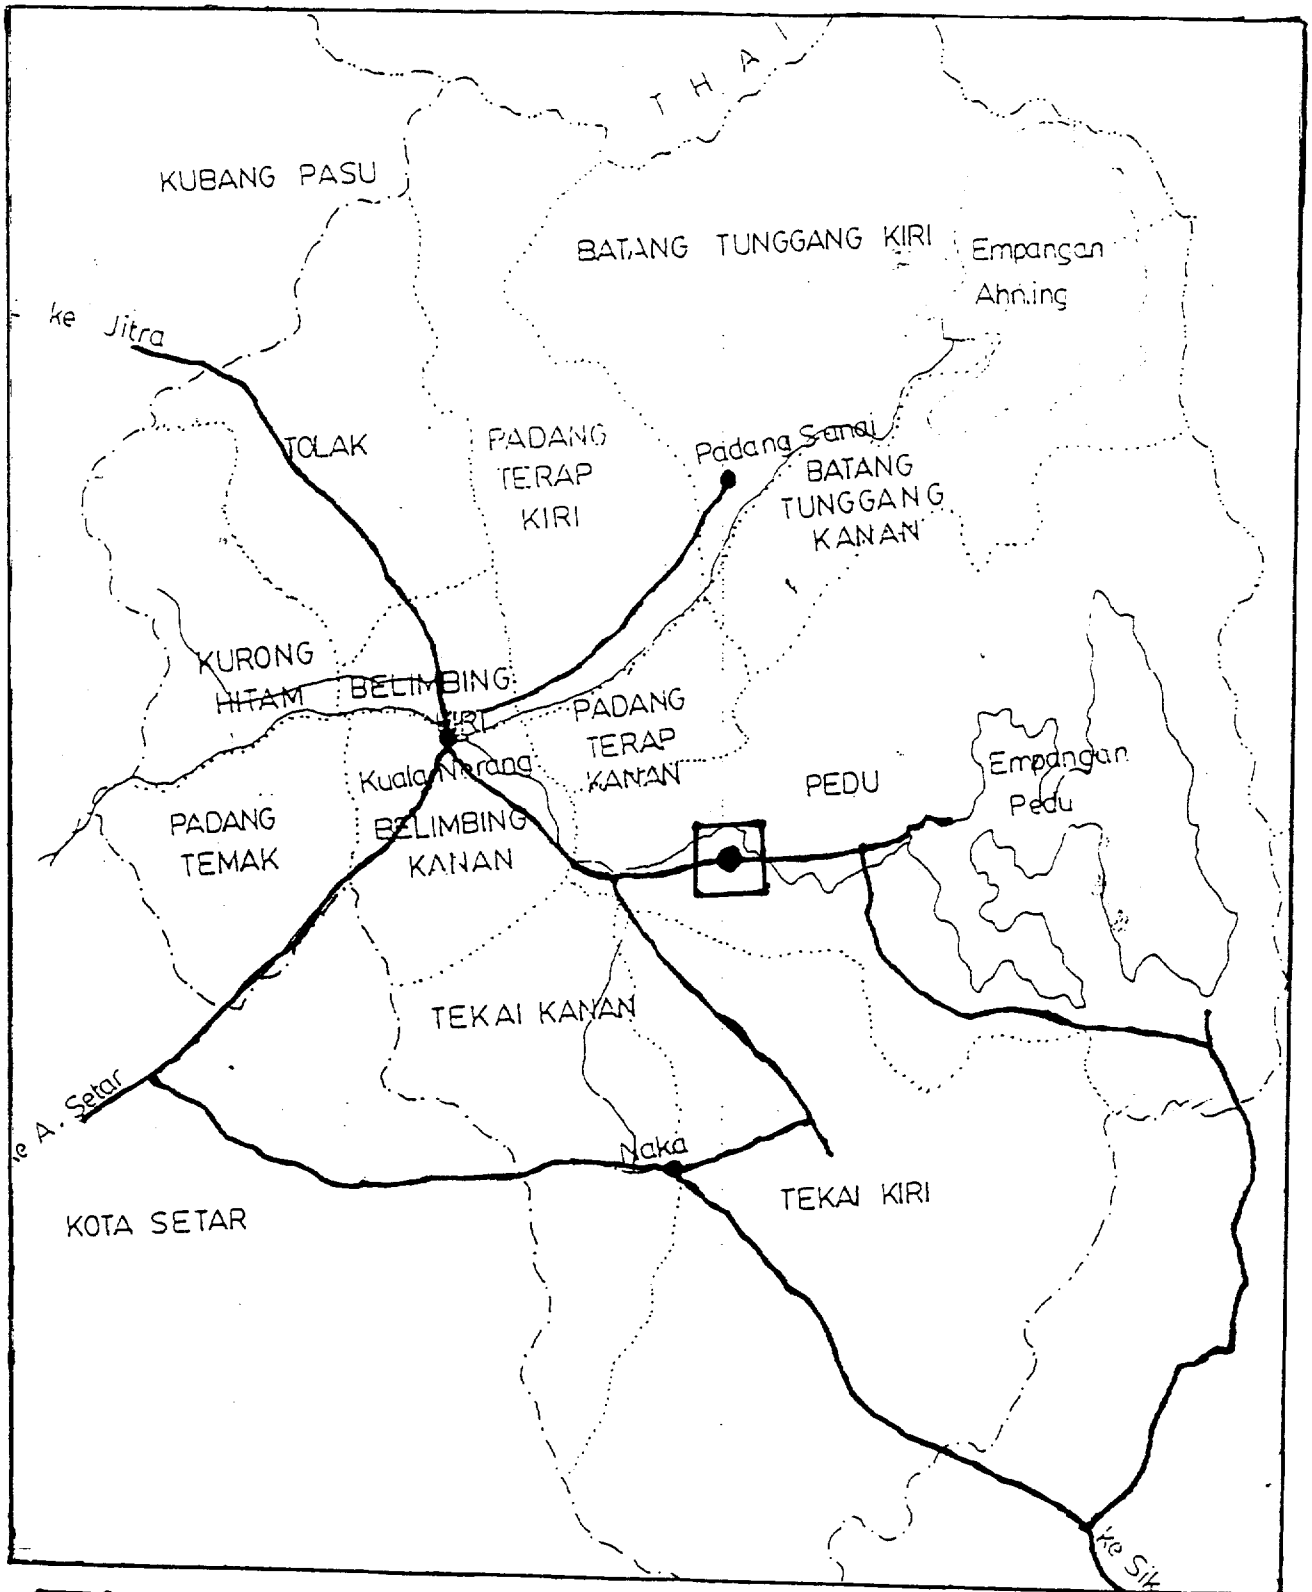 THAI
KUBANG PASU
BATANG TUNGGANG KIRI
Empangan
Ahning
ke Jitra
TOLAK
PADANG
TERAP
KIRI
Padang Sanai
BATANG
TUNGGANG
KANAN
KURONG
HITAM
BELIMBING
KIRI
PADANG
TERAP
KANAN
Kuala Nerang
PEDU
Empangan
Pedu
PADANG
TEMAK
BELIMBING
KANAN
TEKAI KANAN
A. Setar
Naka
TEKAI KIRI
KOTA SETAR
ke Sik